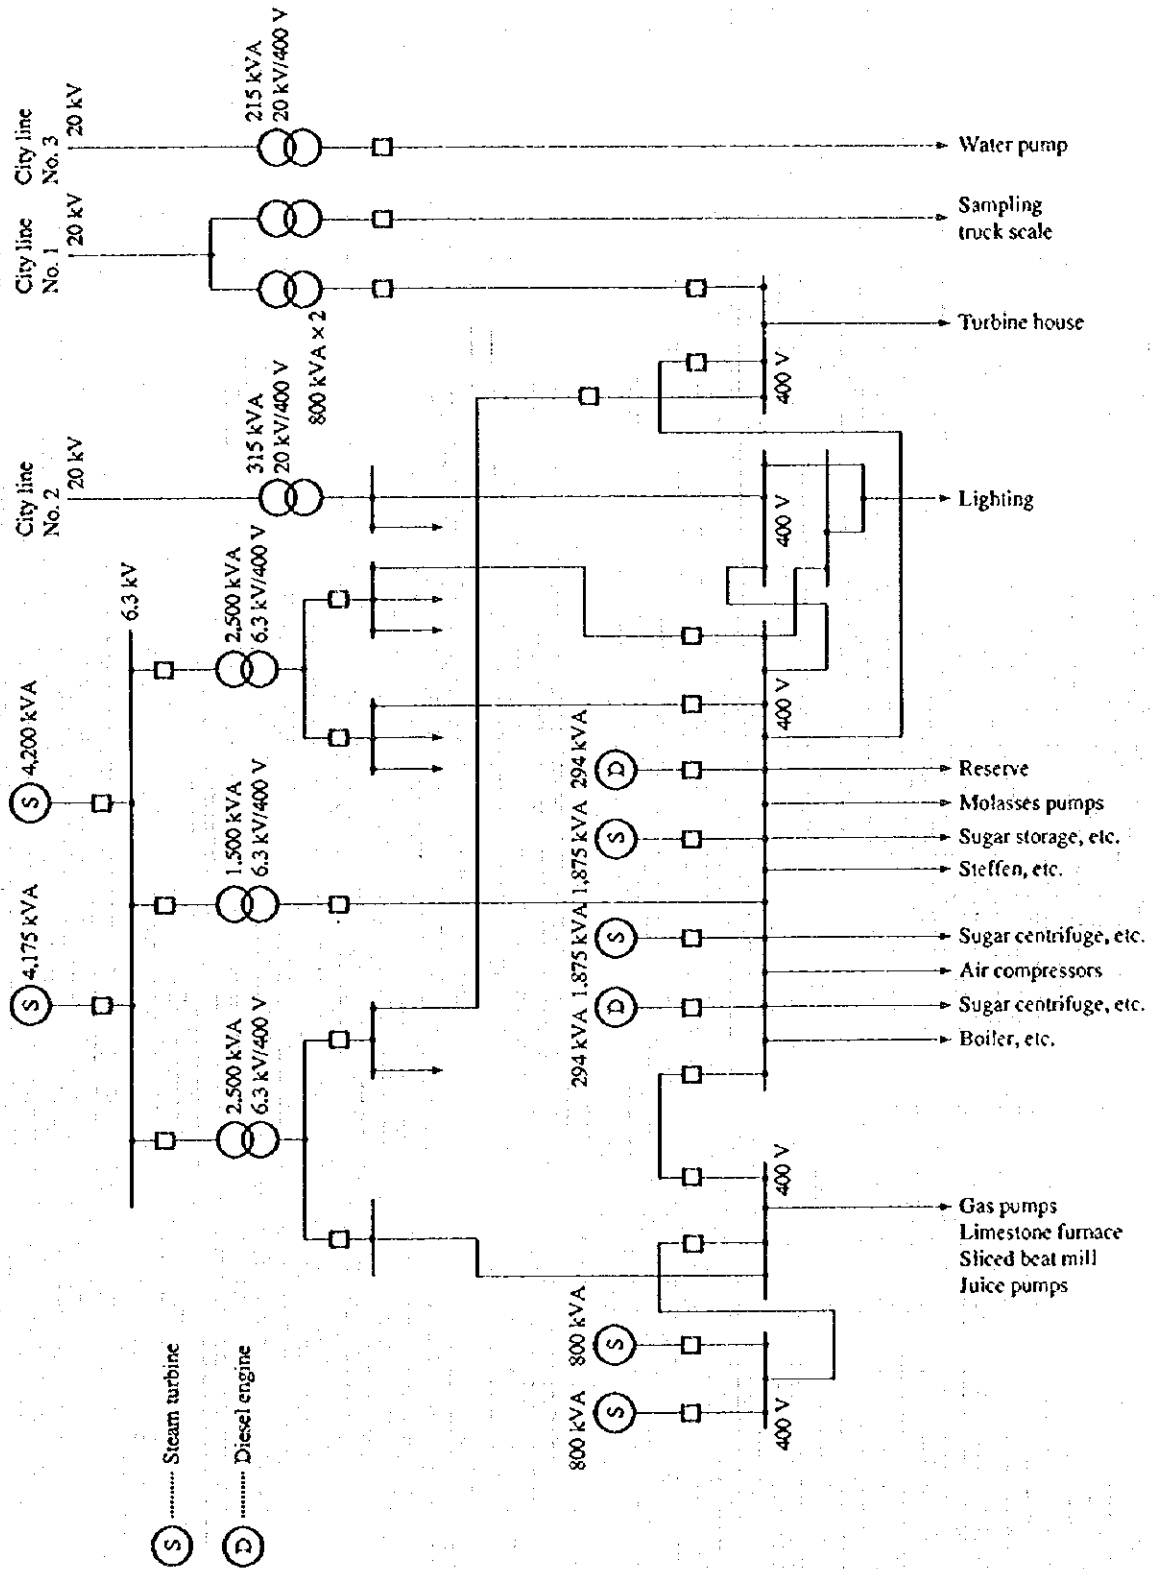 City line
No. 3
20 kV
215 kVA
20 kV/400 V
Water pump
City line
No. 1
20 kV
Sampling
truck scale
800 kVA × 2
Turbine house
400 V
City line
No. 2
20 kV
315 kVA
20 kV/400 V
400 V
Lighting
6.3 kV
2,500 kVA
6.3 kV/400 V
4,200 kVA
S
1,500 kVA
6.3 kV/400 V
4,175 kVA
S
2,500 kVA
6.3 kV/400 V
400 V
294 kVA
D
1,875 kVA
S
1,875 kVA
S
294 kVA
D
Reserve
Molasses pumps
Sugar storage, etc.
Steffen, etc.
Sugar centrifuge, etc.
Air compressors
Sugar centrifuge, etc.
Boiler, etc.
400 V
Gas pumps
Limestone furnace
Sliced beat mill
Juice pumps
800 kVA
S
800 kVA
S
400 V
S ········· Steam turbine
D ········· Diesel engine